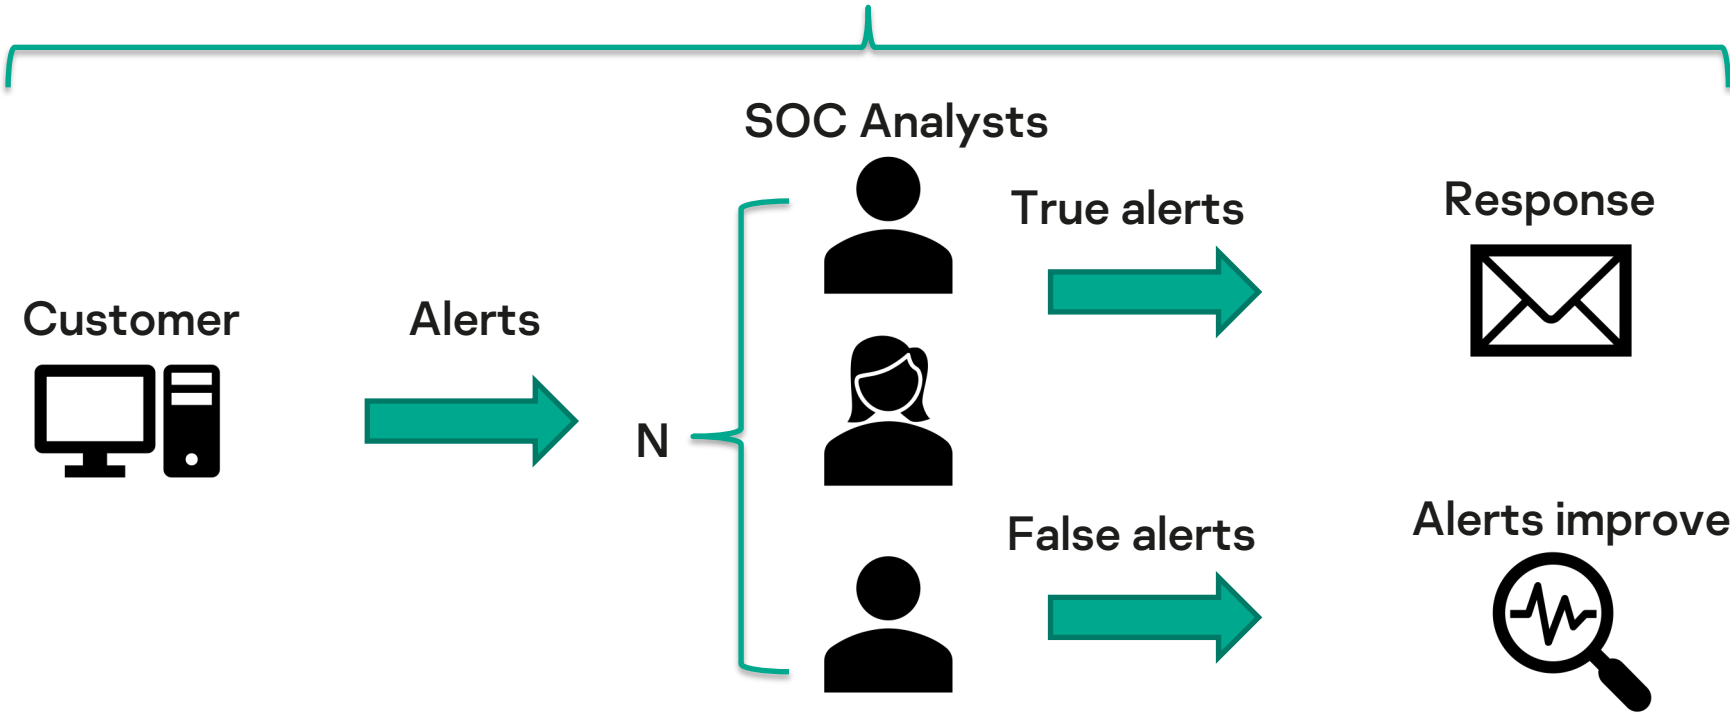 SOC Analysts
True alerts
Response
Customer
Alerts
N
False alerts
Alerts improve